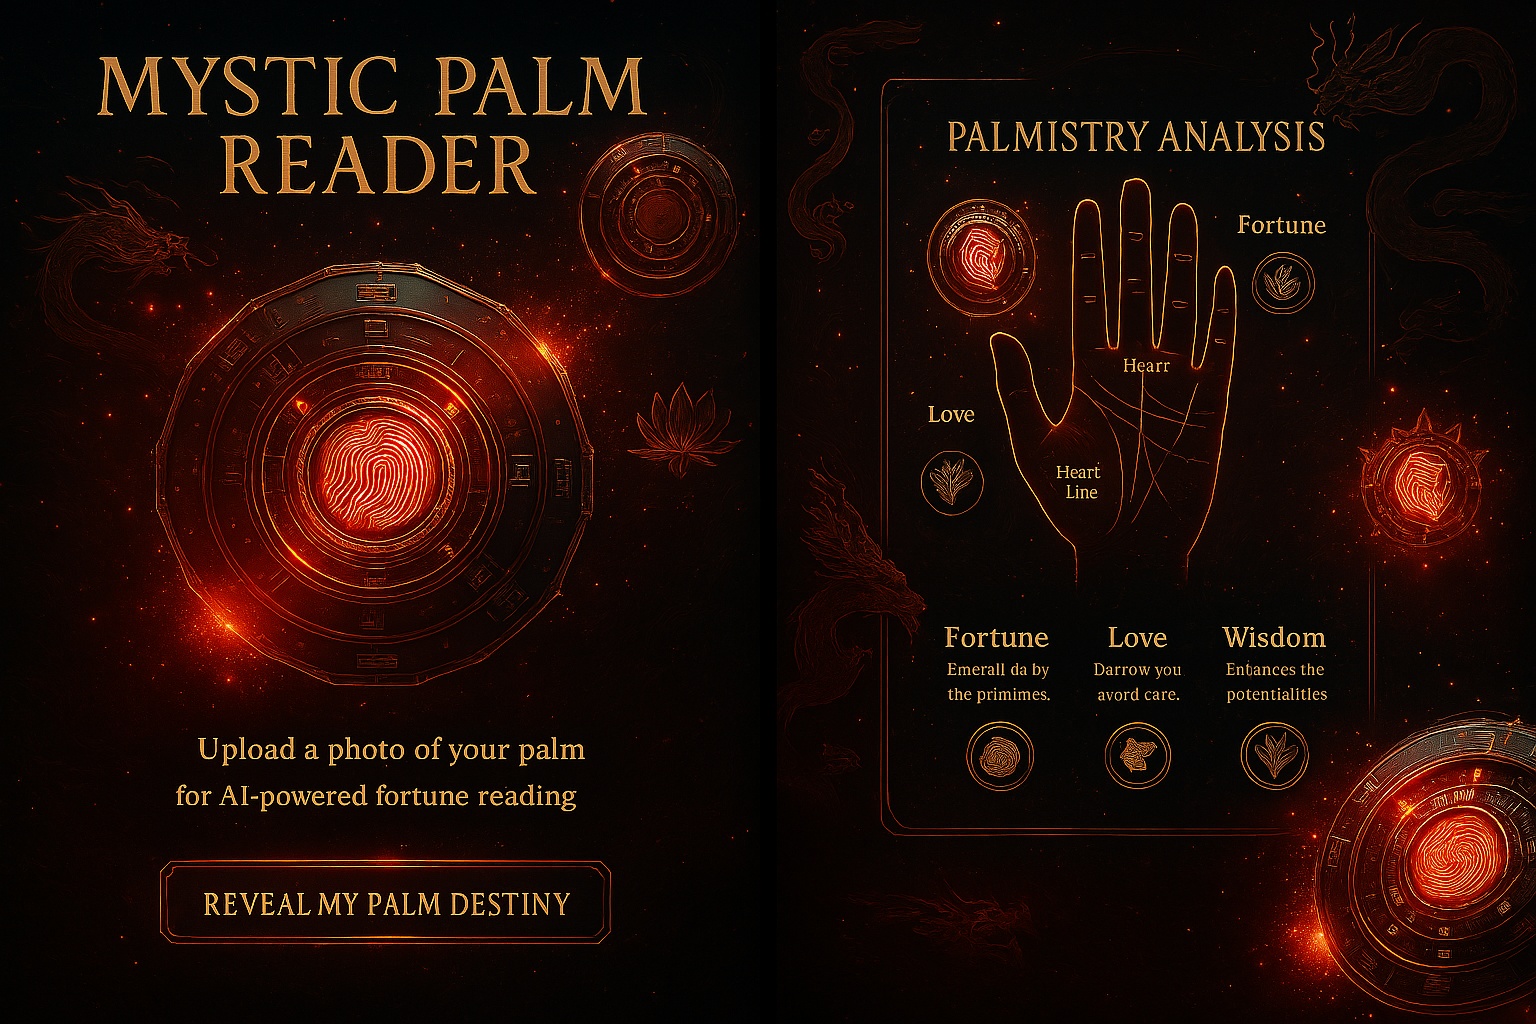 MYSTIC PALM
READER
Upload a photo of your palm
for AI-powered fortune reading
REVEAL MY PALM DESTINY
PALMISTRY ANALYSIS
Fortune
Hearr
Love
Heart
Line
Fortune
Emerall da by
the primimes.
Love
Darrow you
avord care.
Wisdom
Enhances the
potentialitles